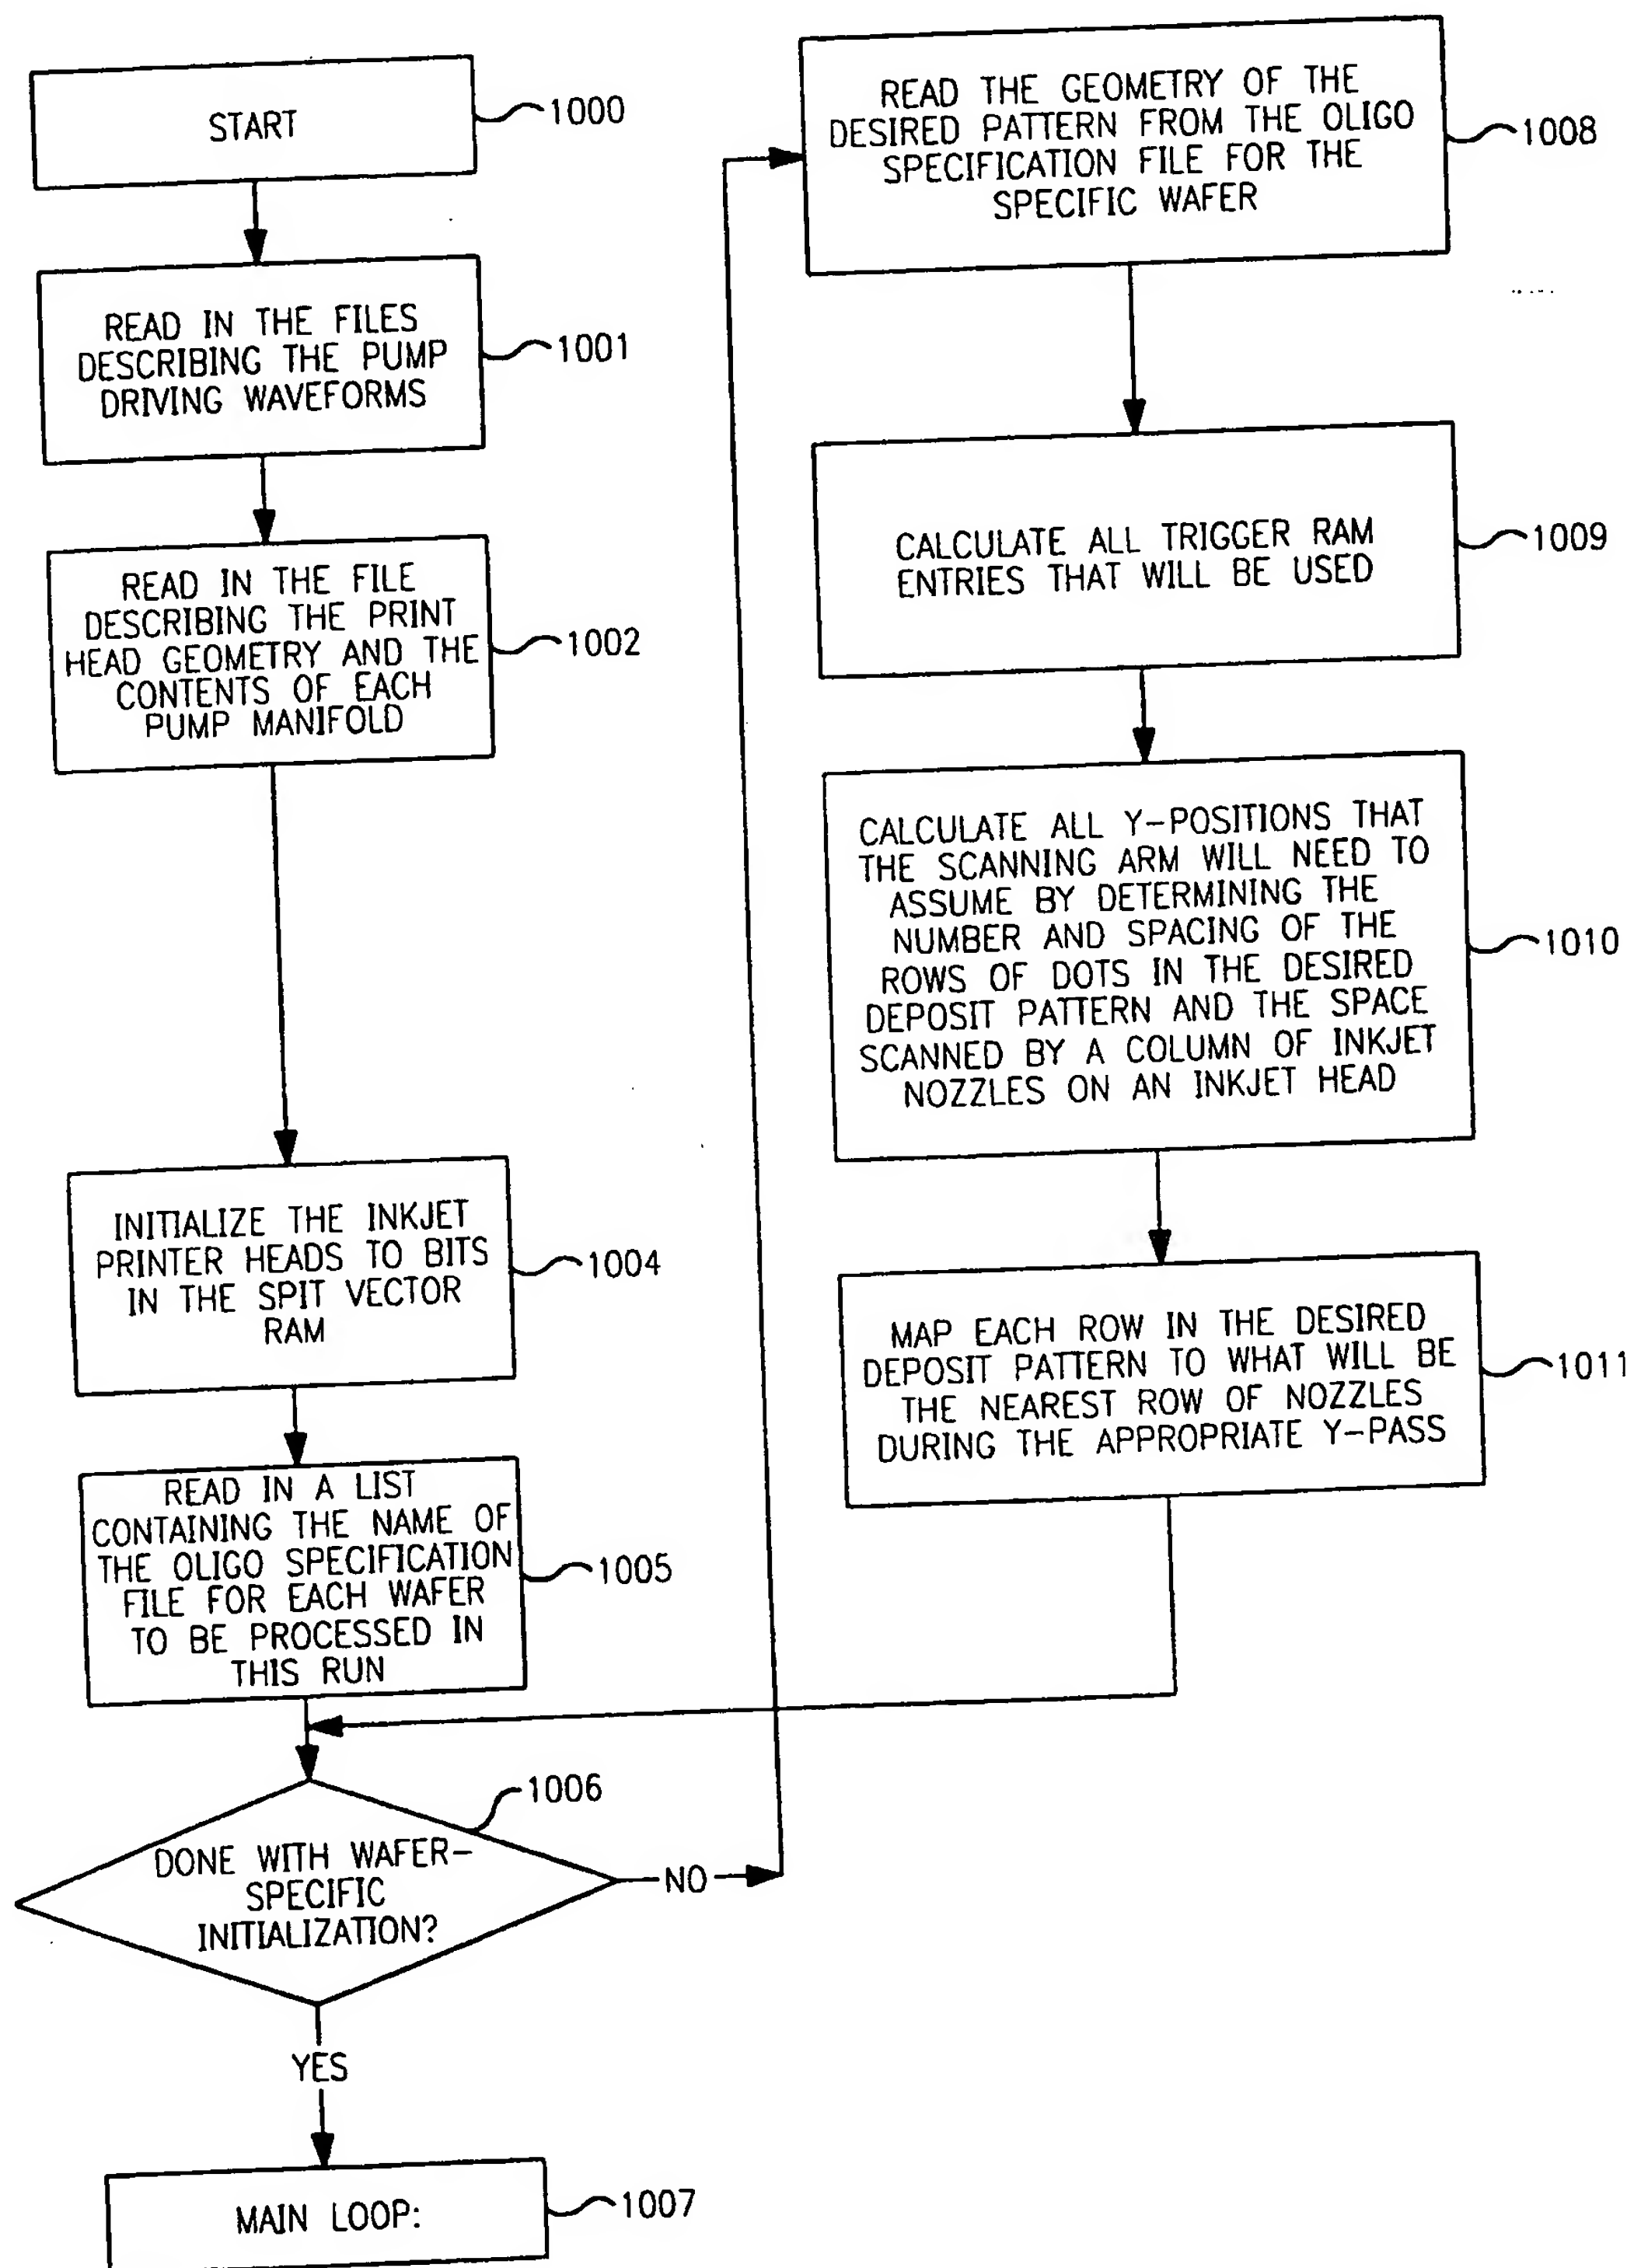 START
1000
READ IN THE FILES
DESCRIBING THE PUMP
DRIVING WAVEFORMS
1001
READ IN THE FILE
DESCRIBING THE PRINT
HEAD GEOMETRY AND THE
CONTENTS OF EACH
PUMP MANIFOLD
1002
INITIALIZE THE INKJET
PRINTER HEADS TO BITS
IN THE SPIT VECTOR
RAM
1004
READ IN A LIST
CONTAINING THE NAME OF
THE OLIGO SPECIFICATION
FILE FOR EACH WAFER
TO BE PROCESSED IN
THIS RUN
1005
1006
DONE WITH WAFER-
SPECIFIC
INITIALIZATION?
NO
YES
MAIN LOOP:
1007
READ THE GEOMETRY OF THE
DESIRED PATTERN FROM THE OLIGO
SPECIFICATION FILE FOR THE
SPECIFIC WAFER
1008
CALCULATE ALL TRIGGER RAM
ENTRIES THAT WILL BE USED
1009
CALCULATE ALL Y-POSITIONS THAT
THE SCANNING ARM WILL NEED TO
ASSUME BY DETERMINING THE
NUMBER AND SPACING OF THE
ROWS OF DOTS IN THE DESIRED
DEPOSIT PATTERN AND THE SPACE
SCANNED BY A COLUMN OF INKJET
NOZZLES ON AN INKJET HEAD
1010
MAP EACH ROW IN THE DESIRED
DEPOSIT PATTERN TO WHAT WILL BE
THE NEAREST ROW OF NOZZLES
DURING THE APPROPRIATE Y-PASS
1011